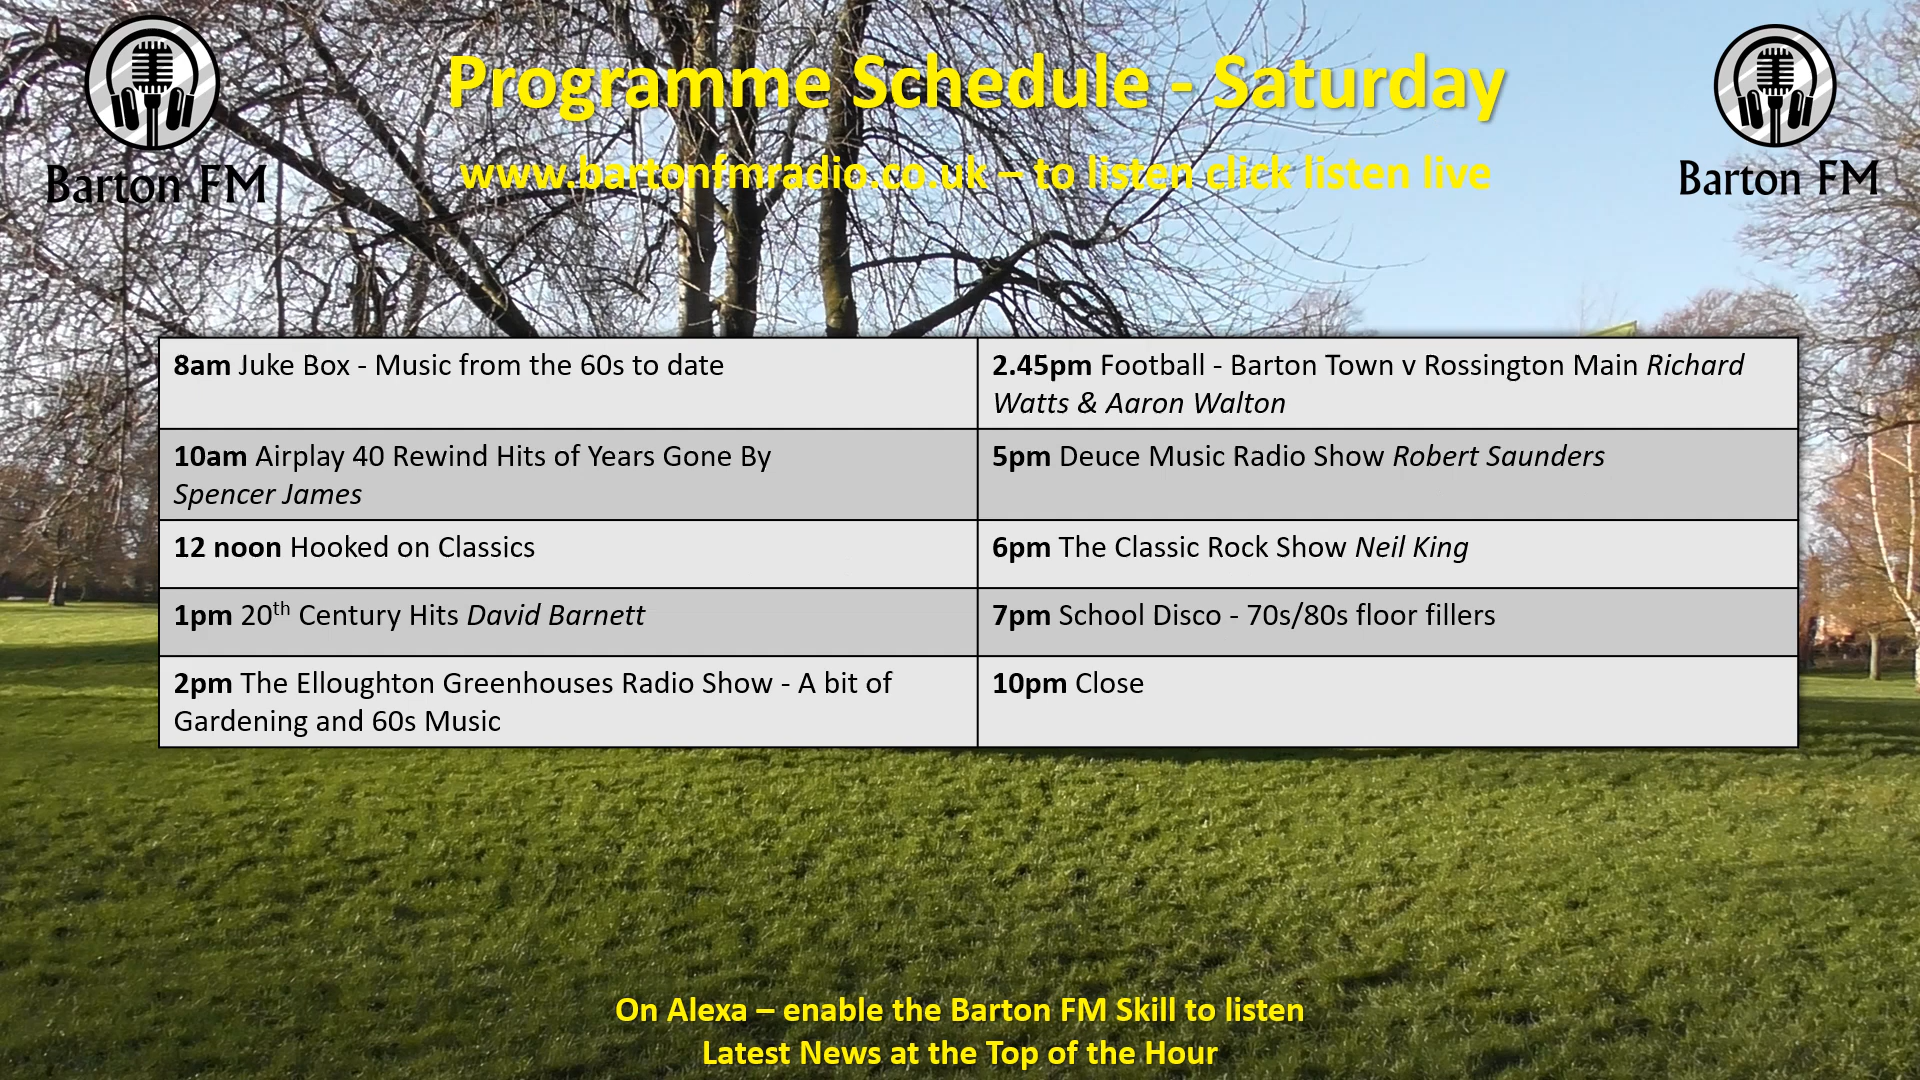 Programme Schedule - Saturday
www.bartonfmradio.co.uk – to listen click listen live
Barton FM
Barton FM
8am Juke Box - Music from the 60s to date
10am Airplay 40 Rewind Hits of Years Gone By
Spencer James
12 noon Hooked on Classics
1pm 20th Century Hits David Barnett
2pm The Elloughton Greenhouses Radio Show - A bit of
Gardening and 60s Music
2.45pm Football - Barton Town v Rossington Main Richard
Watts & Aaron Walton
5pm Deuce Music Radio Show Robert Saunders
6pm The Classic Rock Show Neil King
7pm School Disco - 70s/80s floor fillers
10pm Close
On Alexa – enable the Barton FM Skill to listen
Latest News at the Top of the Hour